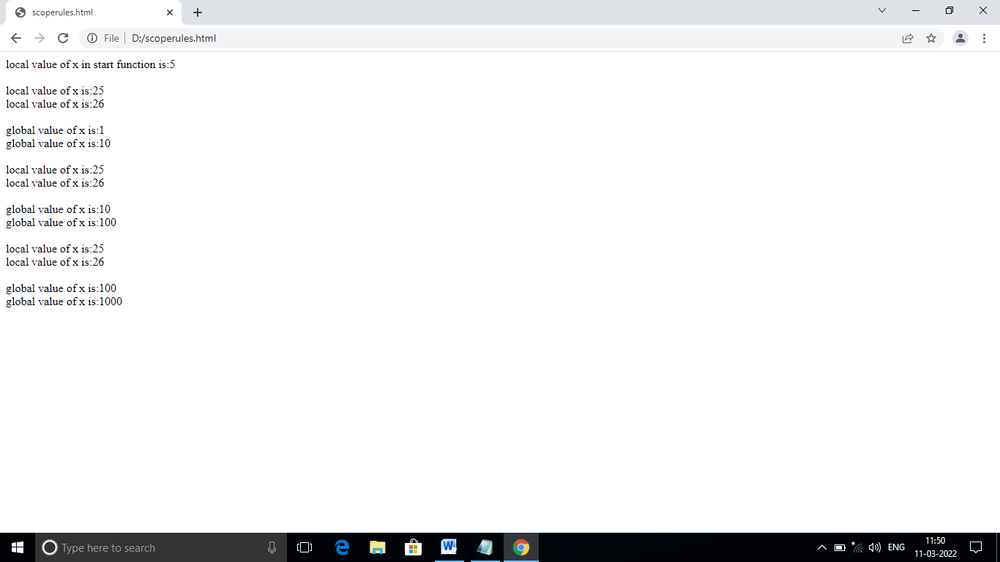 scoperules.html
File D:/scoperules.html
local value of x in start function is:5
local value of x is:25
local value of x is:26
global value of x is:1
global value of x is:10
local value of x is:25
local value of x is:26
global value of x is:10
global value of x is:100
local value of x is:25
local value of x is:26
global value of x is:100
global value of x is:1000
Type here to search
W
ENG
11:50
11-03-2022